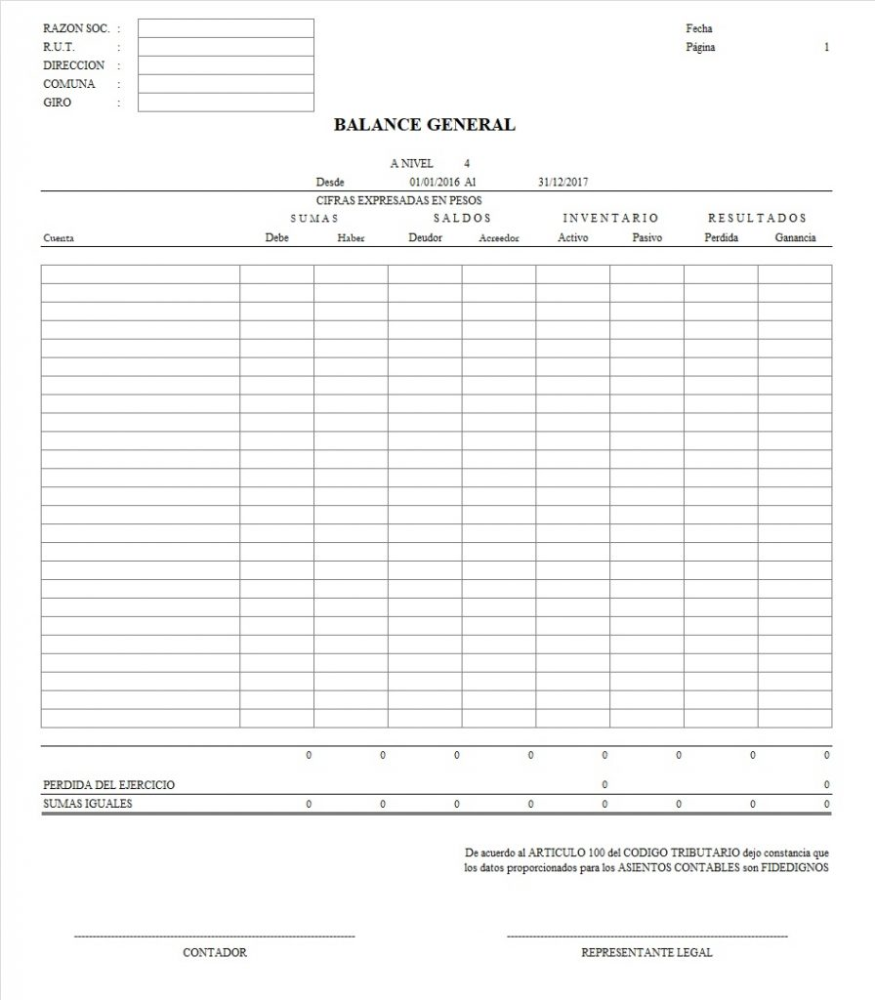 RAZON SOC. : Fecha
R.U.T. : Página 1
DIRECCION :
COMUNA :
GIRO :
BALANCE GENERAL
A NIVEL 4
Desde 01/01/2016 Al 31/12/2017
CIFRAS EXPRESADAS EN PESOS
SUMAS SALDOS INVENTARIO RESULTADOS
Cuenta Debe Haber Deudor Acreedor Activo Pasivo Perdida Ganancia
0 0 0 0 0 0 0 0
PERDIDA DEL EJERCICIO 0 0
SUMAS IGUALES 0 0 0 0 0 0 0 0
De acuerdo al ARTICULO 100 del CODIGO TRIBUTARIO dejo constancia que
los datos proporcionados para los ASIENTOS CONTABLES son FIDEDIGNOS
CONTADOR REPRESENTANTE LEGAL